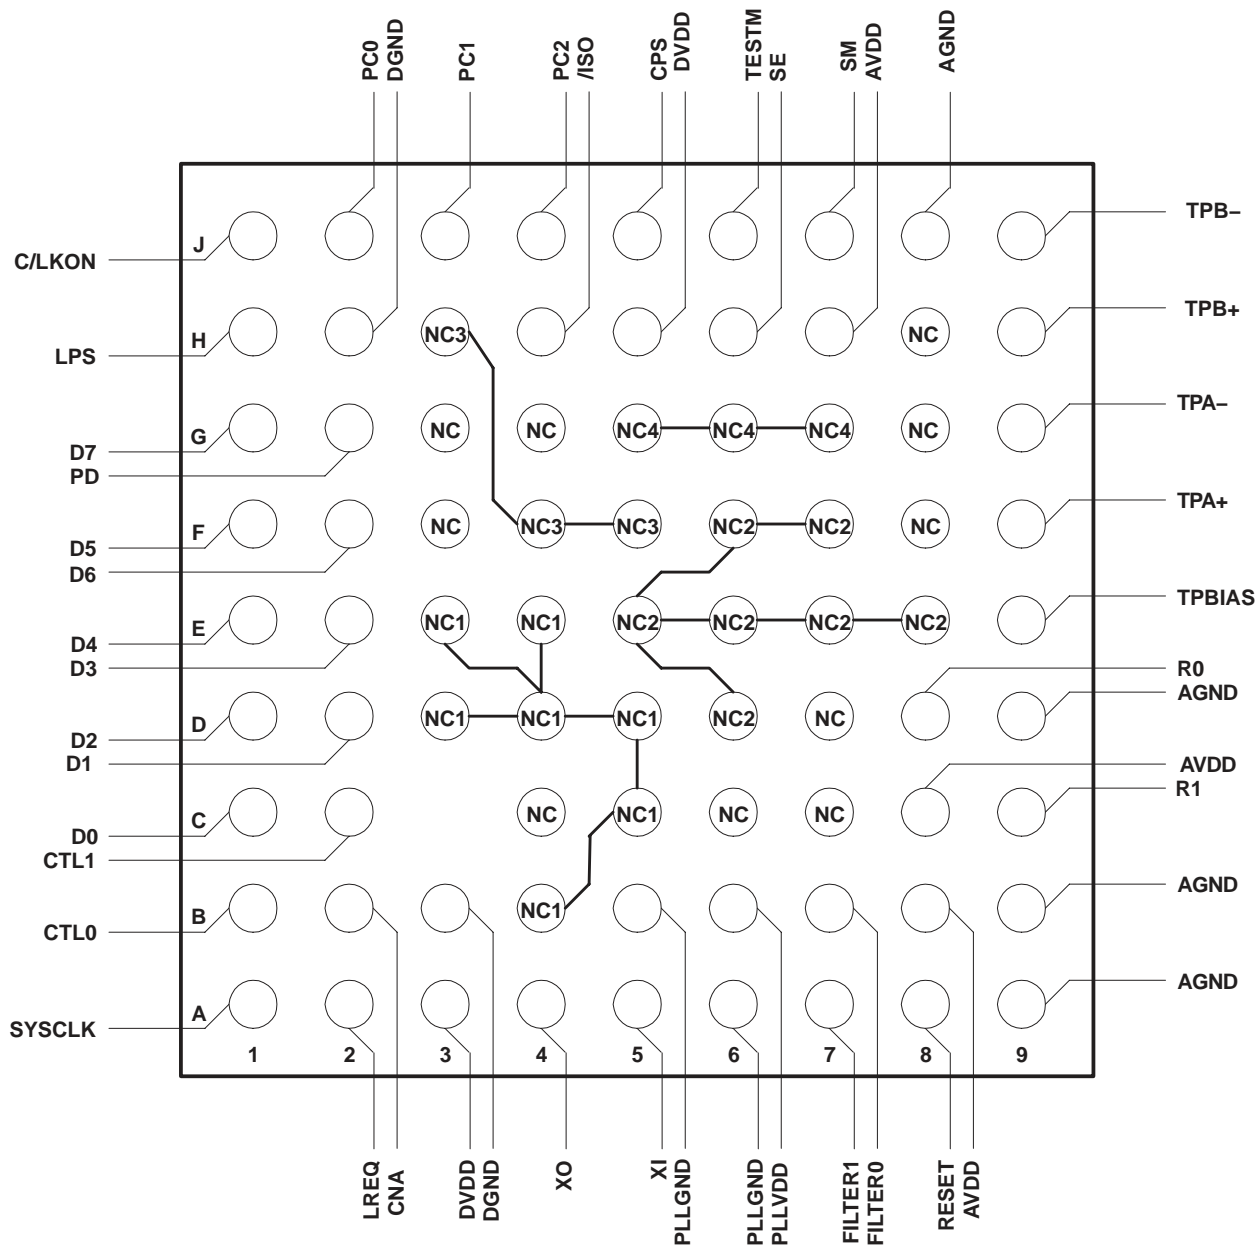 PC0
DGND
PC1
PC2
/ISO
CPS
DVDD
TESTM
SE
SM
AVDD
AGND
J
TPB–
C/LKON
H
NC3
NC
TPB+
LPS
G
NC
NC
NC4
NC4
NC4
NC
TPA–
D7
PD
F
NC
NC3
NC3
NC2
NC2
NC
TPA+
D5
D6
E
NC1
NC1
NC2
NC2
NC2
NC2
TPBIAS
D4
D3
R0
AGND
D
NC1
NC1
NC1
NC2
NC
D2
D1
AVDD
R1
C
NC
NC1
NC
NC
D0
CTL1
AGND
B
NC1
CTL0
AGND
A
SYSCLK
1 2 3 4 5 6 7 8 9
LREQ
CNA
DVDD
DGND
XO
XI
PLLGND
PLLGND
PLLVDD
FILTER1
FILTER0
RESET
AVDD